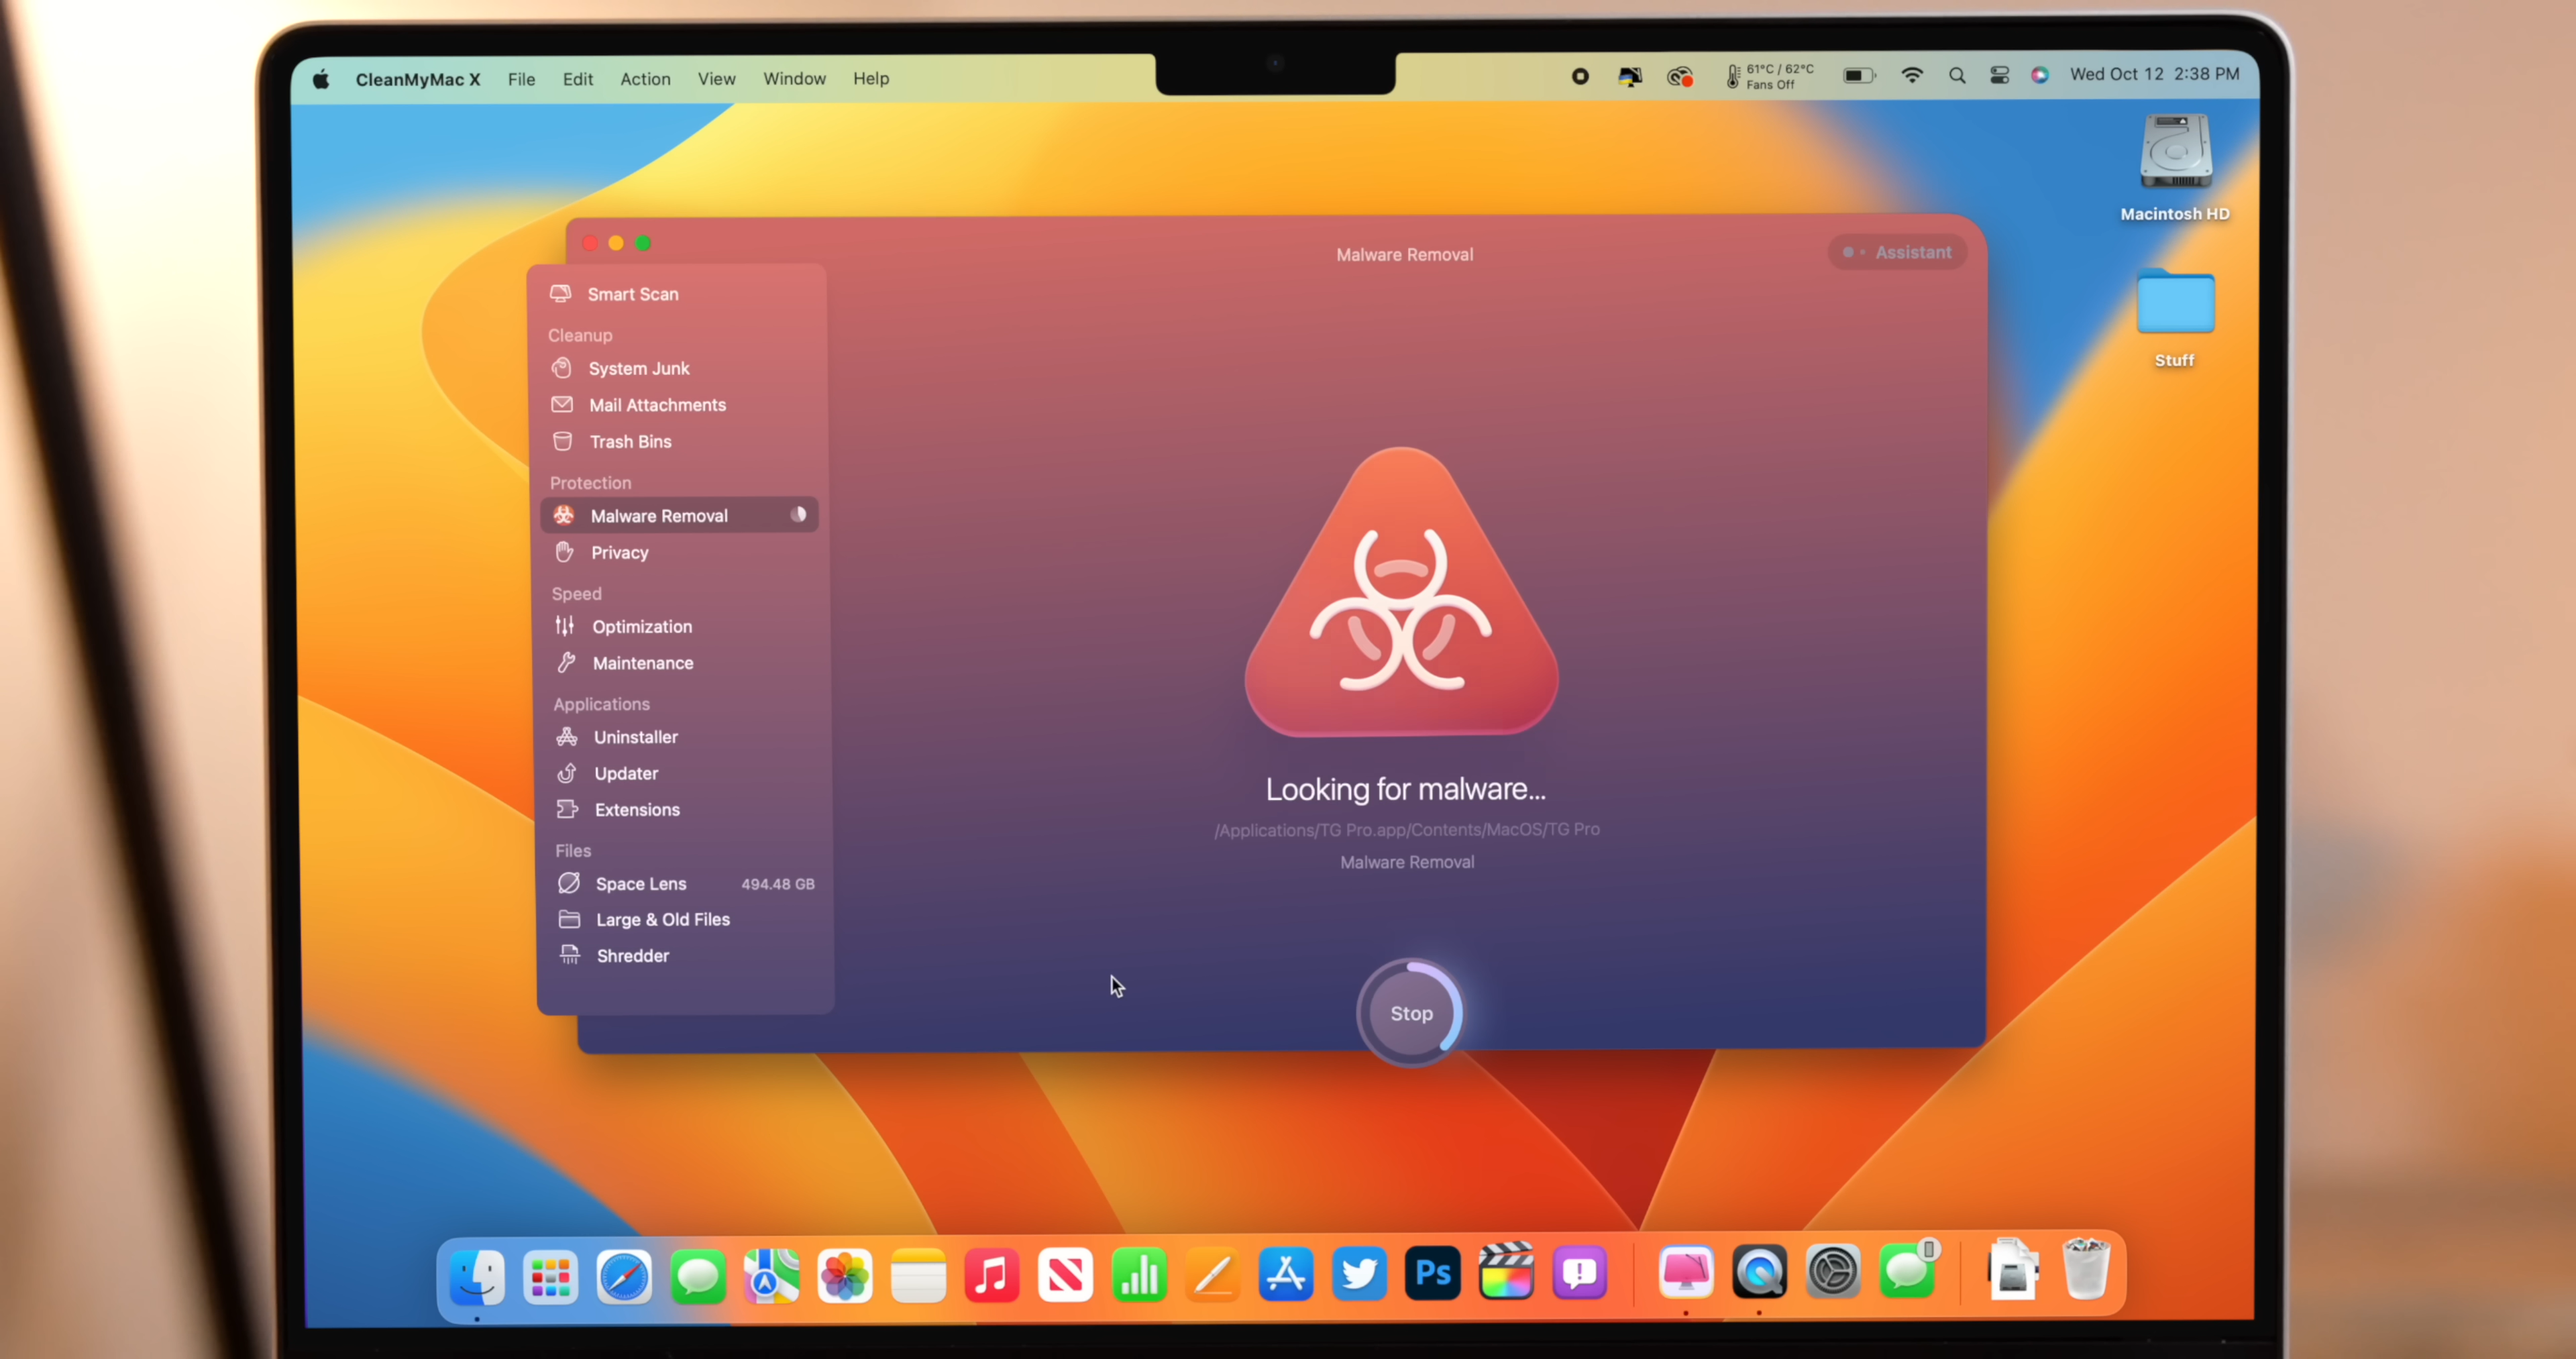 CleanMyMac X File Edit Action View Window Help
61°C / 62°C
Fans Off
Wed Oct 12 2:38 PM
Macintosh HD
Stuff
Malware Removal
Assistant
Smart Scan
Cleanup
System Junk
Mail Attachments
Trash Bins
Protection
Malware Removal
Privacy
Speed
Optimization
Maintenance
Applications
Uninstaller
Updater
Extensions
Files
Space Lens 494.48 GB
Large & Old Files
Shredder
Looking for malware...
/Applications/TG Pro.app/Contents/MacOS/TG Pro
Malware Removal
Stop
Ps